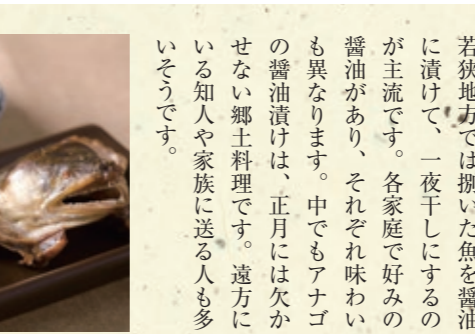 若狭地方では捌いた魚を醤油
に漬けて、一夜干しにするの
が主流です。各家庭で好みの
醤油があり、それぞれ味わい
も異なります。中でもアナゴ
の醤油漬けは、正月には欠か
せない郷土料理です。遠方に
いる知人や家族に送る人も多
いそうです。